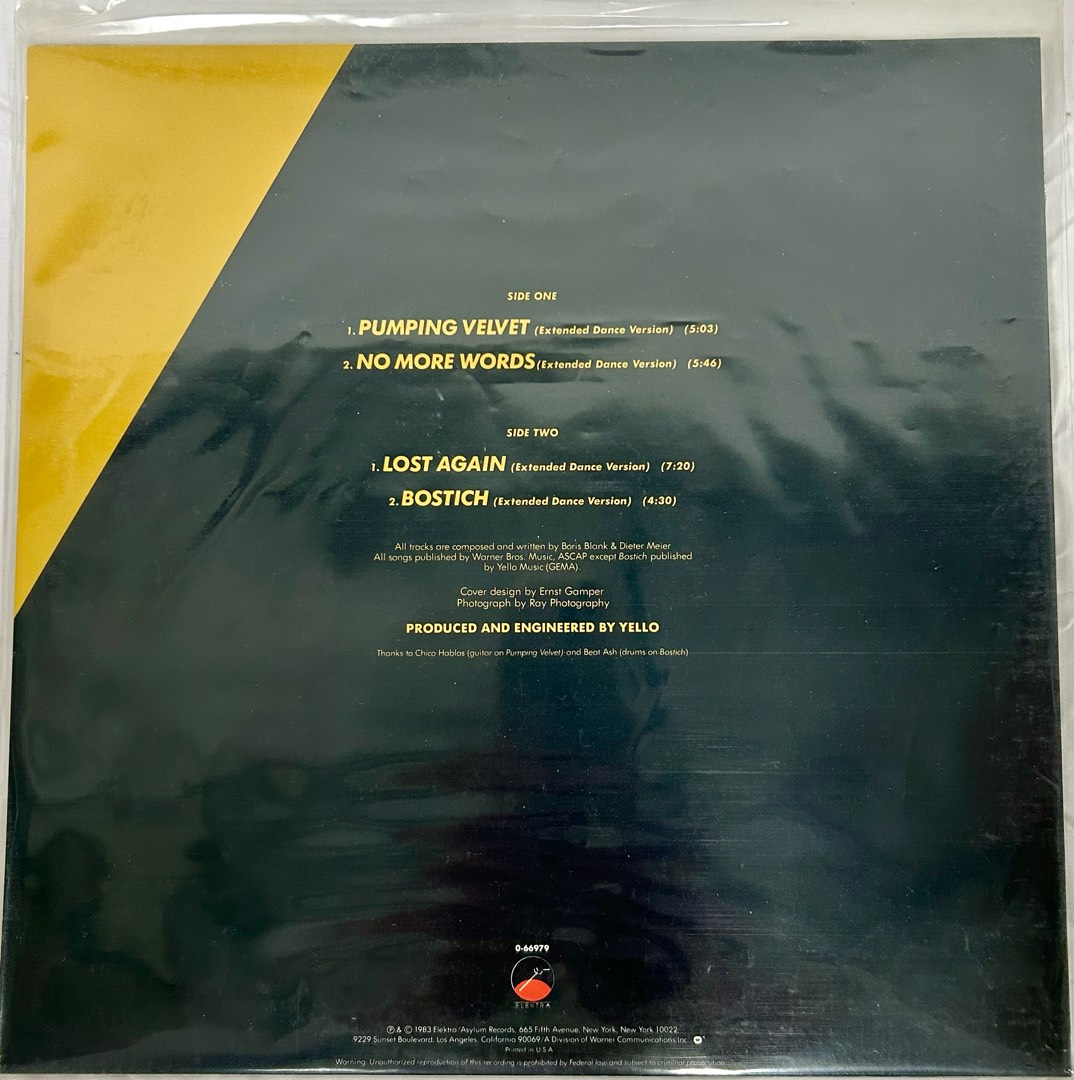 SIDE ONE
1. PUMPING VELVET (Extended Dance Version) (5:03)
2. NO MORE WORDS (Extended Dance Version) (5:46)
SIDE TWO
1. LOST AGAIN (Extended Dance Version) (7:20)
2. BOSTICH (Extended Dance Version) (4:30)
All tracks are composed and written by Boris Blank & Dieter Meier
All songs published by Warner Bros. Music, ASCAP except Bostich published
by Yello Music (GEMA).
Cover design by Ernst Gamper
Photograph by Ray Photography
PRODUCED AND ENGINEERED BY YELLO
Thanks to Chico Hablas (guitar on Pumping Velvet) and Beat Ash (drums on Bostich)
0-66979
ELEKTRA
℗ & © 1983 Elektra/Asylum Records, 665 Fifth Avenue, New York, New York 10022
9229 Sunset Boulevard, Los Angeles, California 90069/A Division of Warner Communications Inc.
Printed in U.S.A.
Warning: Unauthorized reproduction of this recording is prohibited by Federal law and subject to criminal prosecution.